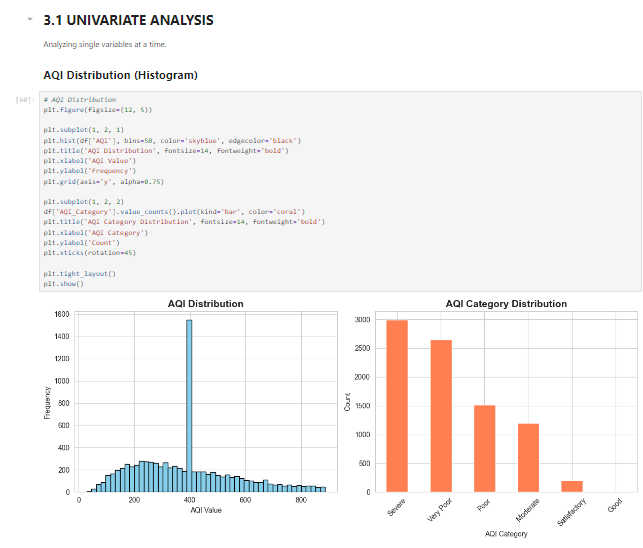 3.1 UNIVARIATE ANALYSIS
Analyzing single variables at a time.
AQI Distribution (Histogram)
[60]:
# AQI Distribution
plt.figure(figsize=(12, 5))
plt.subplot(1, 2, 1)
plt.hist(df['AQI'], bins=50, color='skyblue', edgecolor='black')
plt.title('AQI Distribution', fontsize=14, fontweight='bold')
plt.xlabel('AQI Value')
plt.ylabel('Frequency')
plt.grid(axis='y', alpha=0.75)
plt.subplot(1, 2, 2)
df['AQI_Category'].value_counts().plot(kind='bar', color='coral')
plt.title('AQI Category Distribution', fontsize=14, fontweight='bold')
plt.xlabel('AQI Category')
plt.ylabel('Count')
plt.xticks(rotation=45)
plt.tight_layout()
plt.show()
AQI Distribution
1600
1400
1200
1000
800
600
400
200
0
Frequency
0 200 400 600 800
AQI Value
AQI Category Distribution
3000
2500
2000
1500
1000
500
0
Count
Severe Very Poor Poor Moderate Satisfactory Good
AQI Category